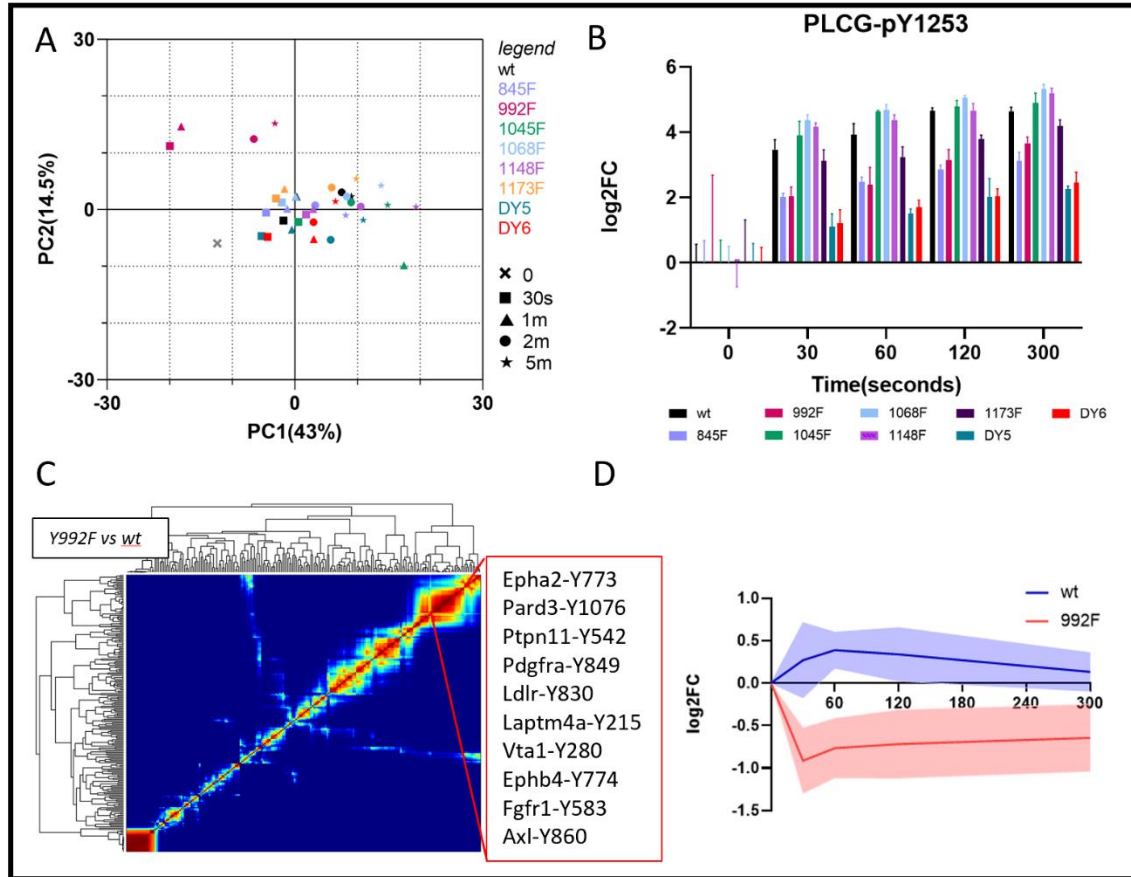 A
30
0
-30
-30
0
30
PC2(14.5%)
PC1(43%)
legend
wt
845F
992F
1045F
1068F
1148F
1173F
DY5
DY6
0
30s
1m
2m
5m
B
PLCG-pY1253
6
4
2
0
-2
log2FC
0
30
60
120
300
Time(seconds)
wt
992F
1068F
1173F
DY6
845F
1045F
1148F
DY5
C
Y992F vs wt
Epha2-Y773
Pard3-Y1076
Ptpn11-Y542
Pdgfra-Y849
Ldlr-Y830
Laptm4a-Y215
Vta1-Y280
Ephb4-Y774
Fgfr1-Y583
Axl-Y860
D
wt
992F
1.0
0.5
0.0
-0.5
-1.0
-1.5
log2FC
60
120
180
240
300